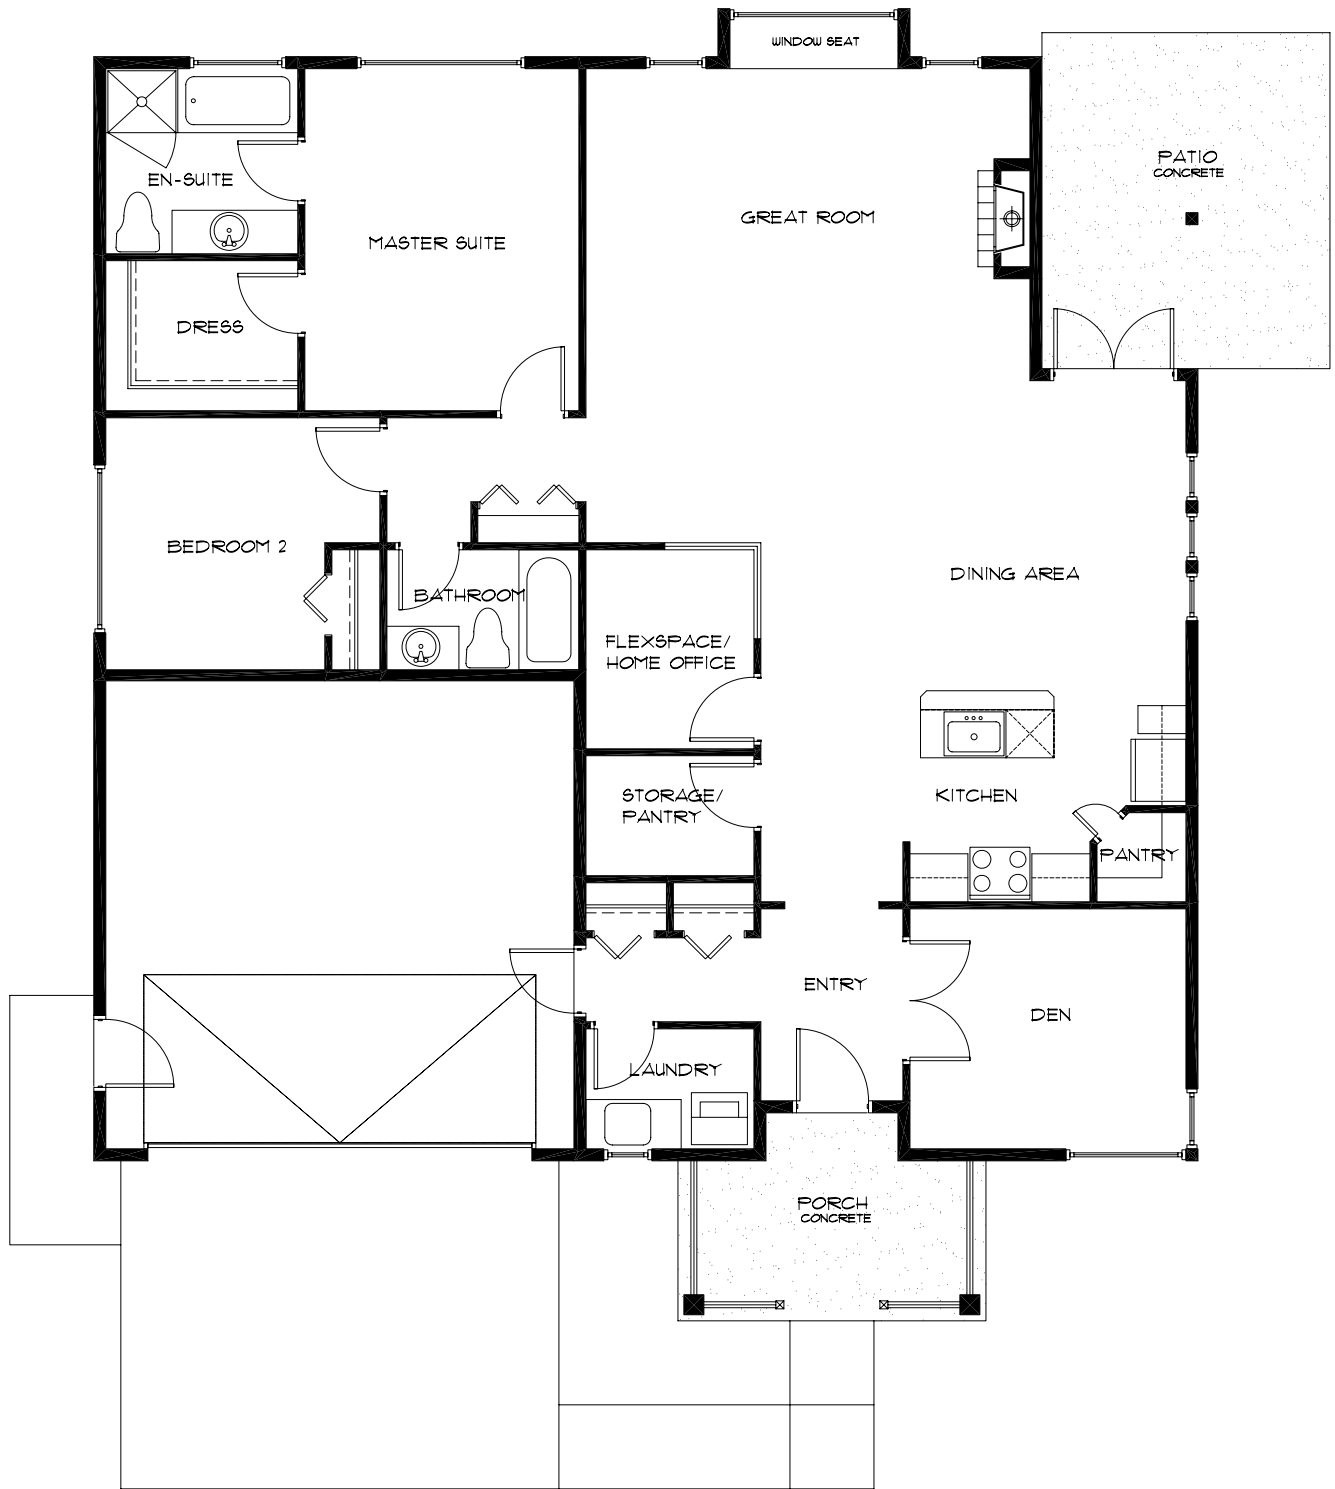 WINDOW SEAT
PATIO
CONCRETE
EN-SUITE
GREAT ROOM
MASTER SUITE
DRESS
BEDROOM 2
DINING AREA
BATHROOM
FLEXSPACE/
HOME OFFICE
STORAGE/
PANTRY
KITCHEN
PANTRY
ENTRY
DEN
LAUNDRY
PORCH
CONCRETE